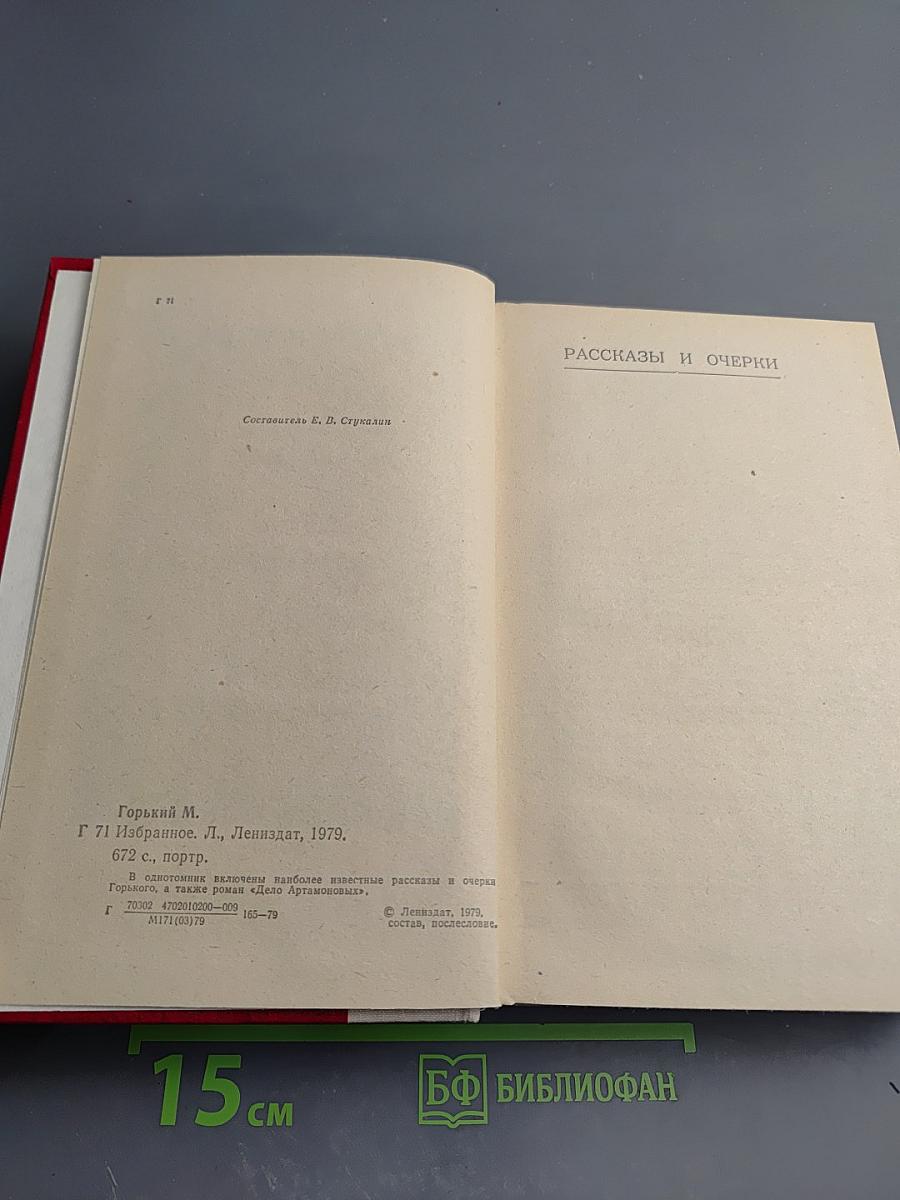 Г 71
Составитель Е. В. Стукалин
Горький М.
Г 71 Избранное. Л., Лениздат, 1979.
672 с., портр.
В однотомник включены наиболее известные рассказы и очерки
Горького, а также роман «Дело Артамоновых».
Г 70302 4702010200—009 165—79
М171(03)79
© Лениздат, 1979,
состав, послесловие.
РАССКАЗЫ И ОЧЕРКИ
15 см
БФ БИБЛИОФАН